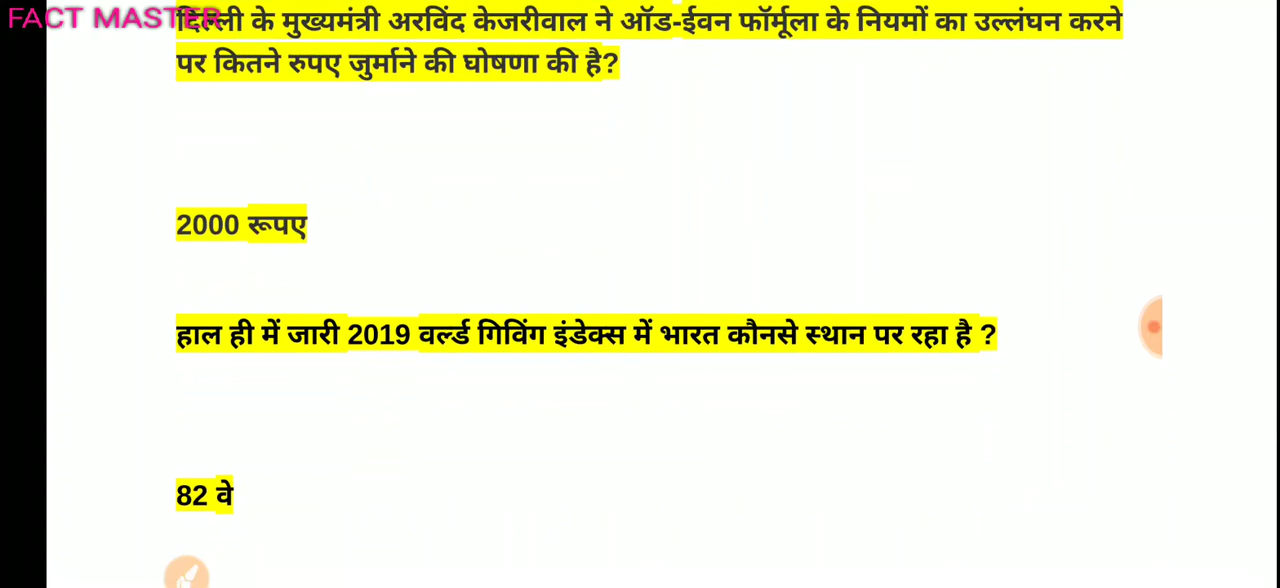 FACT MASTER
दिल्ली के मुख्यमंत्री अरविंद केजरीवाल ने ऑड-ईवन फॉर्मूला के नियमों का उल्लंघन करने
पर कितने रुपए जुर्माने की घोषणा की है?
2000 रूपए
हाल ही में जारी 2019 वर्ल्ड गिविंग इंडेक्स में भारत कौनसे स्थान पर रहा है ?
82 वे